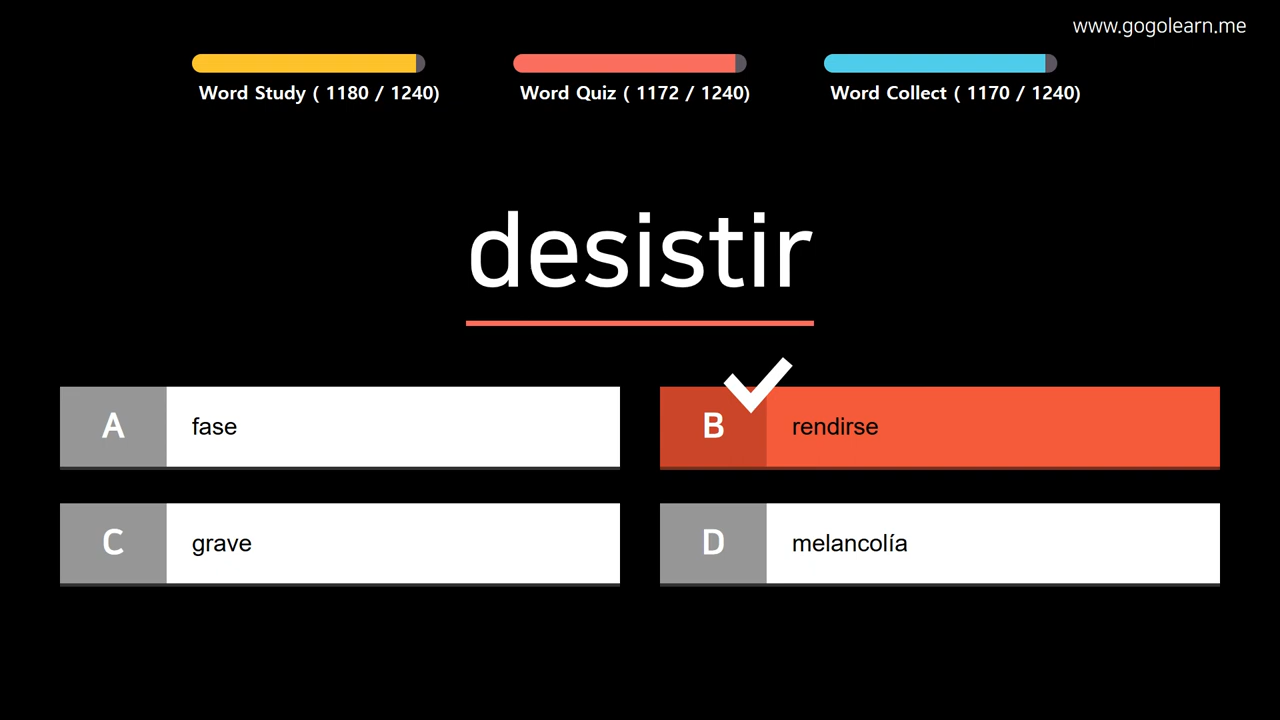 www.gogolearn.me
Word Study ( 1180 / 1240)
Word Quiz ( 1172 / 1240)
Word Collect ( 1170 / 1240)
desistir
A fase
B rendirse
C grave
D melancolía